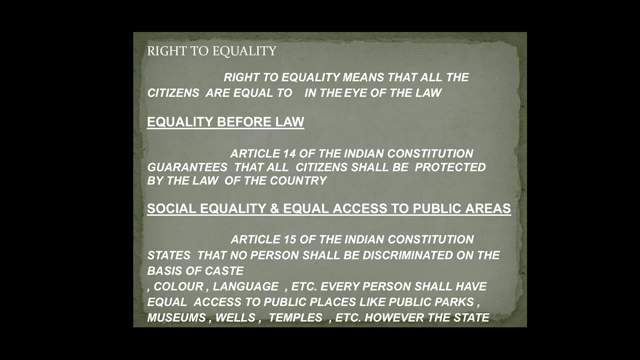 RIGHT TO EQUALITY
RIGHT TO EQUALITY MEANS THAT ALL THE
CITIZENS ARE EQUAL TO IN THE EYE OF THE LAW
EQUALITY BEFORE LAW
ARTICLE 14 OF THE INDIAN CONSTITUTION
GUARANTEES THAT ALL CITIZENS SHALL BE PROTECTED
BY THE LAW OF THE COUNTRY
SOCIAL EQUALITY & EQUAL ACCESS TO PUBLIC AREAS
ARTICLE 15 OF THE INDIAN CONSTITUTION
STATES THAT NO PERSON SHALL BE DISCRIMINATED ON THE
BASIS OF CASTE
, COLOUR , LANGUAGE , ETC. EVERY PERSON SHALL HAVE
EQUAL ACCESS TO PUBLIC PLACES LIKE PUBLIC PARKS ,
MUSEUMS , WELLS , TEMPLES , ETC. HOWEVER THE STATE